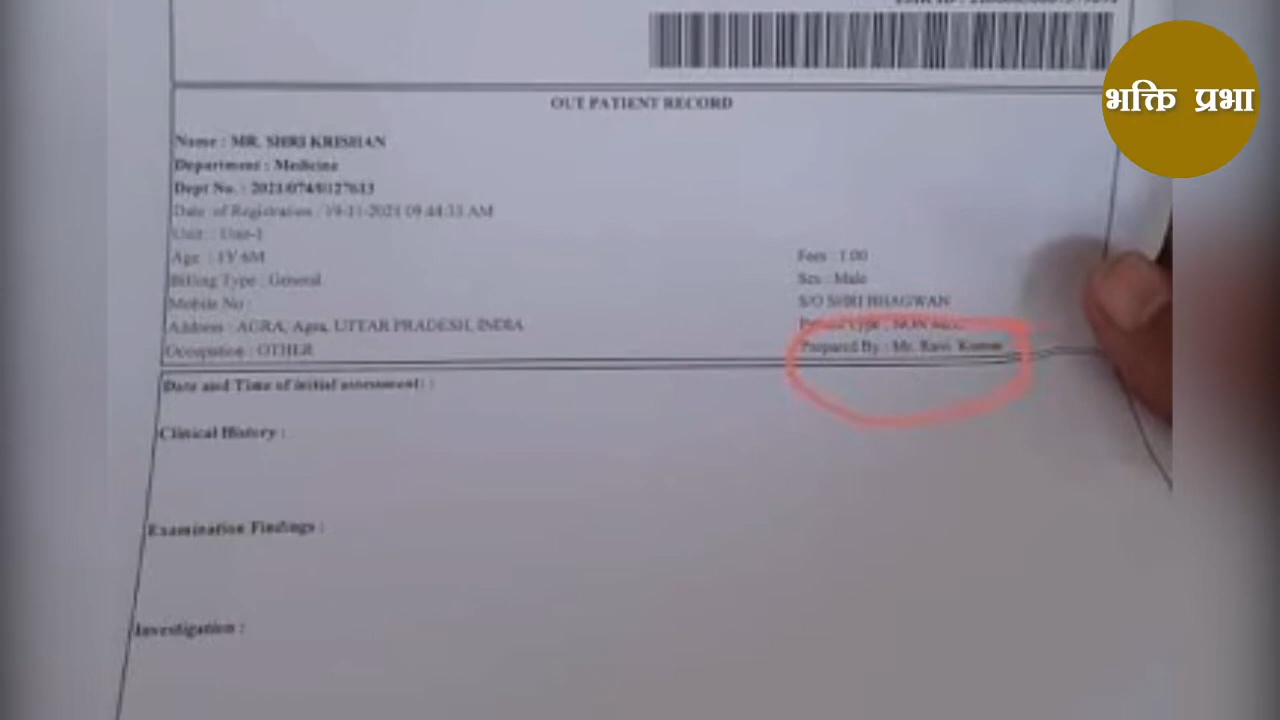 भक्ति प्रभा
OUT PATIENT RECORD
Name : MR. SHRI KRISHAN
Department : Medicine
Dept No. : 2021/074/0127613
Date of Registration : 19-11-2021 09:44:33 AM
Unit : Unit-1
Age : 1Y 6M
Fees : 1.00
Billing Type : General
Sex : Male
Mobile No :
S/O SHRI BHAGWAN
Address : AGRA, Agra, UTTAR PRADESH, INDIA
Type : NON
Occupation : OTHER
Prepared By : Mr. Ravi Kumar
Date and Time of initial assessment: :
Clinical History :
Examination Findings :
Investigation :